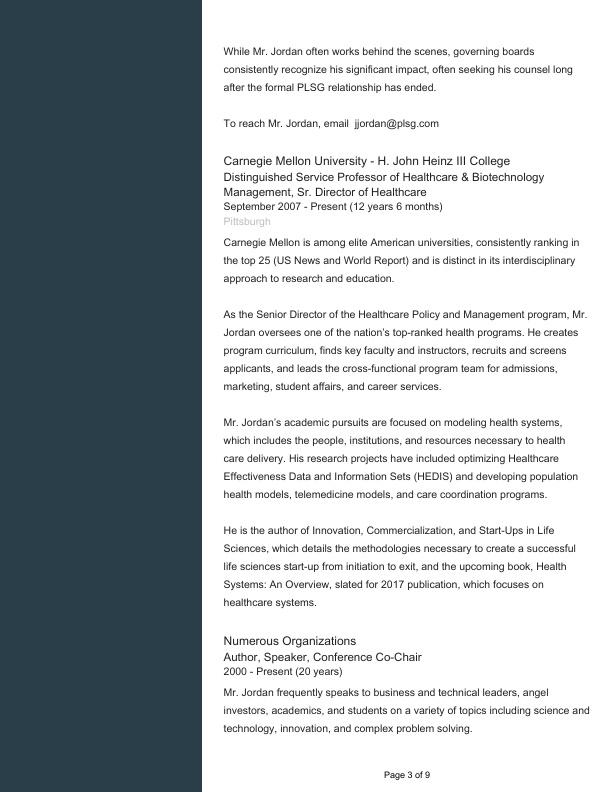 While Mr. Jordan often works behind the scenes, governing boards
consistently recognize his significant impact, often seeking his counsel long
after the formal PLSG relationship has ended.
To reach Mr. Jordan, email  jjordan@plsg.com
Carnegie Mellon University - H. John Heinz III College
Distinguished Service Professor of Healthcare & Biotechnology
Management, Sr. Director of Healthcare
September 2007 - Present (12 years 6 months)
Pittsburgh
Carnegie Mellon is among elite American universities, consistently ranking in
the top 25 (US News and World Report) and is distinct in its interdisciplinary
approach to research and education.
As the Senior Director of the Healthcare Policy and Management program, Mr.
Jordan oversees one of the nation's top-ranked health programs. He creates
program curriculum, finds key faculty and instructors, recruits and screens
applicants, and leads the cross-functional program team for admissions,
marketing, student affairs, and career services.
Mr. Jordan's academic pursuits are focused on modeling health systems,
which includes the people, institutions, and resources necessary to health
care delivery. His research projects have included optimizing Healthcare
Effectiveness Data and Information Sets (HEDIS) and developing population
health models, telemedicine models, and care coordination programs.
He is the author of Innovation, Commercialization, and Start-Ups in Life
Sciences, which details the methodologies necessary to create a successful
life sciences start-up from initiation to exit, and the upcoming book, Health
Systems: An Overview, slated for 2017 publication, which focuses on
healthcare systems.
Numerous Organizations
Author, Speaker, Conference Co-Chair
2000 - Present (20 years)
Mr. Jordan frequently speaks to business and technical leaders, angel
investors, academics, and students on a variety of topics including science and
technology, innovation, and complex problem solving.
Page 3 of 9